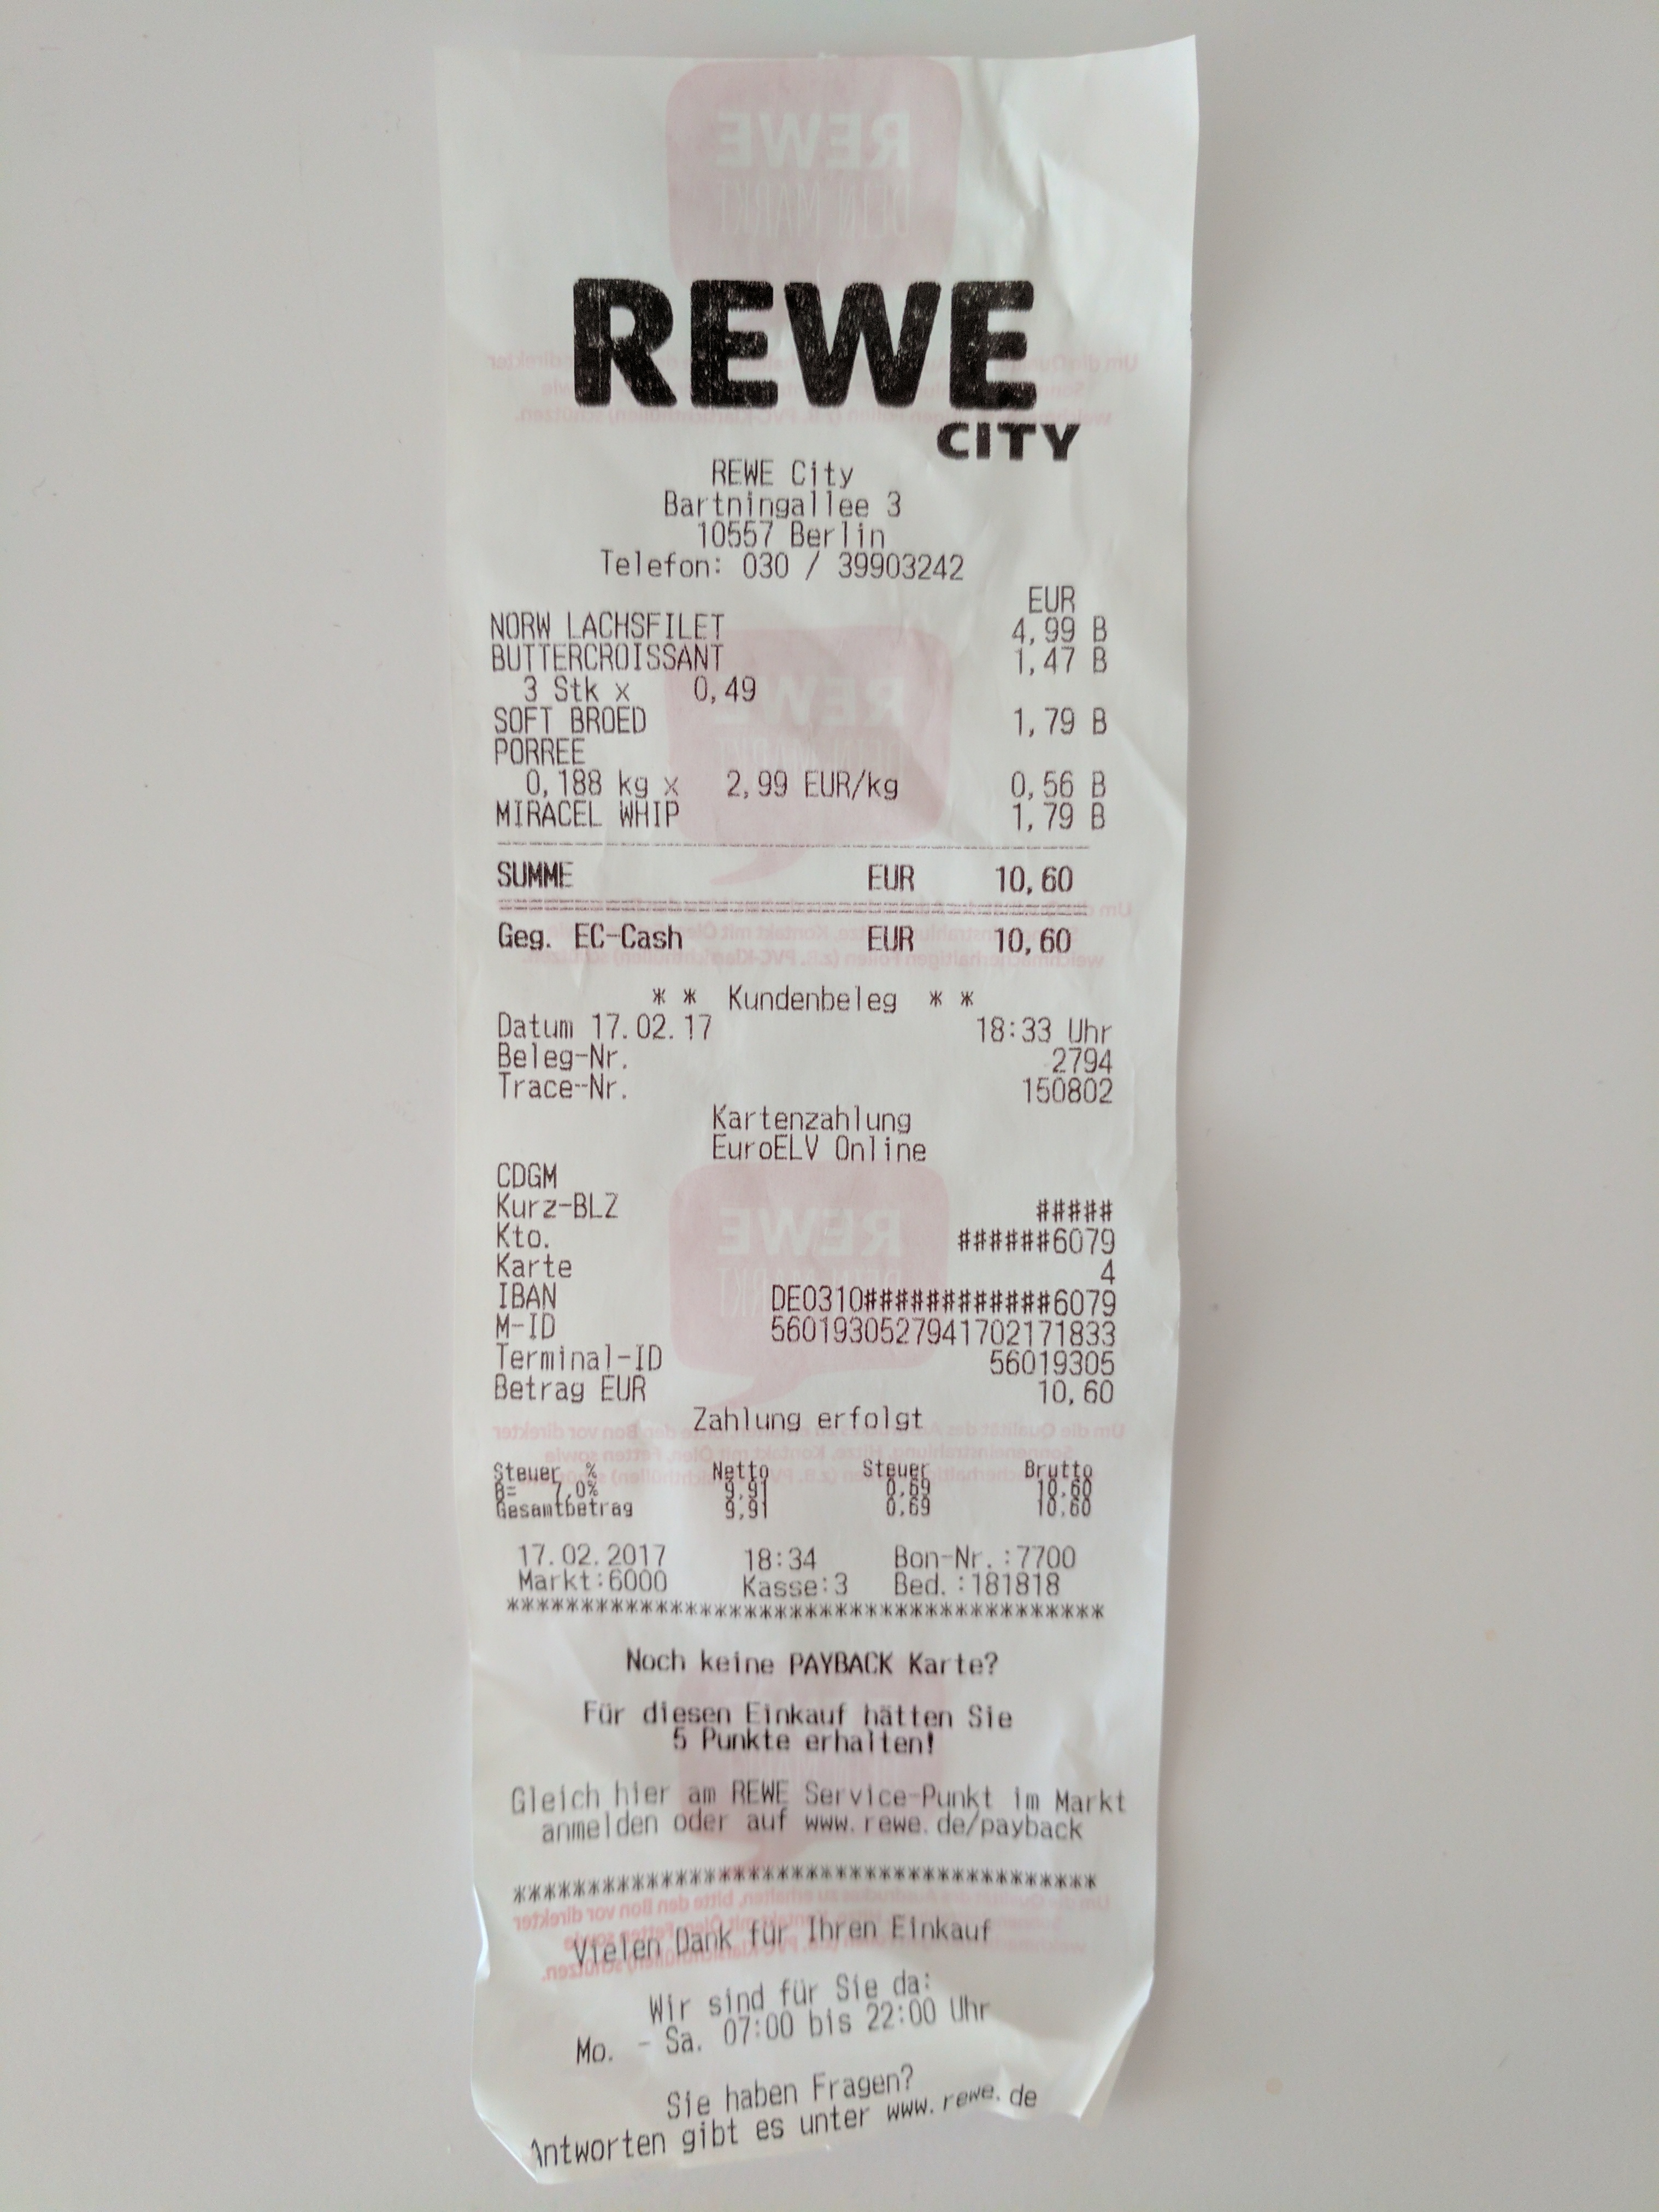 REWE
DEIN MARKT
REWE
CITY
REWE City
Bartningallee 3
10557 Berlin
Telefon: 030 / 39903242
EUR
NORW LACHSFILET 4,99 B
BUTTERCROISSANT 1,47 B
3 Stk x 0,49
SOFT BROED 1,79 B
PORREE
0,188 kg x 2,99 EUR/kg 0,56 B
MIRACEL WHIP 1,79 B
SUMME EUR 10,60
Geg. EC-Cash EUR 10,60
* * Kundenbeleg * *
Datum 17.02.17 18:33 Uhr
Beleg-Nr. 2794
Trace-Nr. 150802
Kartenzahlung
EuroELV Online
CDGM
Kurz-BLZ #####
Kto. ######6079
Karte 4
IBAN DE0310############6079
M-ID 5601930527941702171833
Terminal-ID 56019305
Betrag EUR 10,60
Zahlung erfolgt
Steuer % Netto Steuer Brutto
B= 7,0% 9,91 0,69 10,60
Gesamtbetrag 9,91 0,69 10,60
17.02.2017 18:34 Bon-Nr.:7700
Markt:6000 Kasse:3 Bed.:181818
****************************************
Noch keine PAYBACK Karte?
Für diesen Einkauf hätten Sie
5 Punkte erhalten!
Gleich hier am REWE Service-Punkt im Markt
anmelden oder auf www.rewe.de/payback
****************************************
Vielen Dank für Ihren Einkauf
Wir sind für Sie da:
Mo. - Sa. 07:00 bis 22:00 Uhr
Sie haben Fragen?
Antworten gibt es unter www.rewe.de